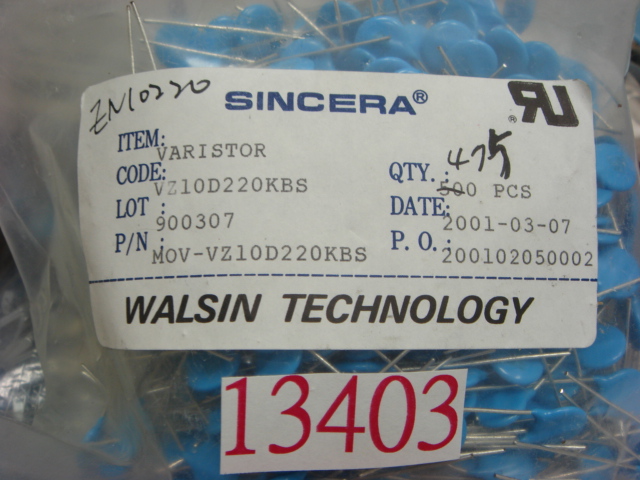 ZN10220
SINCERA®
ITEM: VARISTOR
CODE: VZ10D220KBS
QTY.: 475
500 PCS
LOT : 900307
DATE: 2001-03-07
P/N : MOV-VZ10D220KBS
P. O.: 200102050002
WALSIN TECHNOLOGY
13403